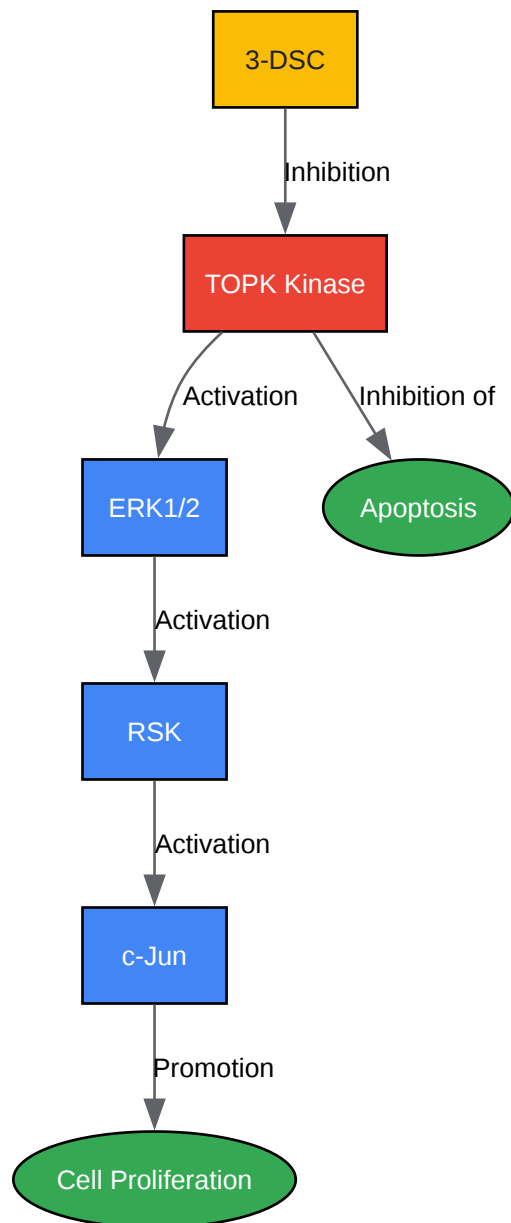 3-DSC
Inhibition
TOPK Kinase
Activation
Inhibition of
ERK1/2
Apoptosis
Activation
RSK
Activation
c-Jun
Promotion
Cell Proliferation